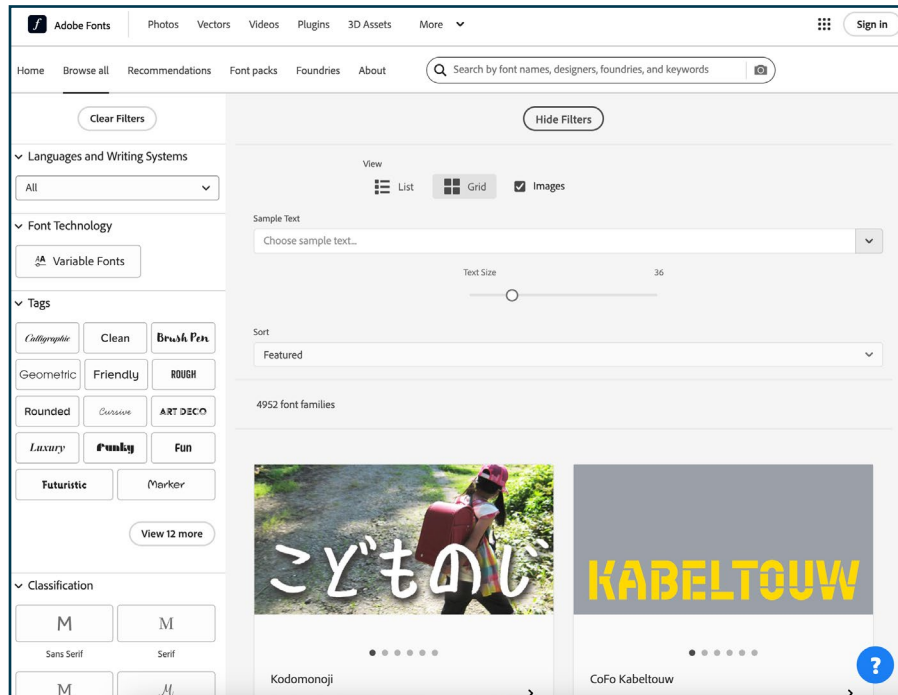 Adobe Fonts Photos Vectors Videos Plugins 3D Assets More Sign in
Home Browse all Recommendations Font packs Foundries About Search by font names, designers, foundries, and keywords
Clear Filters
Languages and Writing Systems
All
Font Technology
Variable Fonts
Tags
Calligraphic Clean Brush Pen
Geometric Friendly ROUGH
Rounded Cursive ART DECO
Luxury Funky Fun
Futuristic Marker
View 12 more
Classification
M M
Sans Serif Serif
M M
Hide Filters
View
List Grid Images
Sample Text
Choose sample text...
Text Size 36
Sort
Featured
4952 font families
こどものじ
KABELTOUW
Kodomonoji CoFo Kabeltouw
?